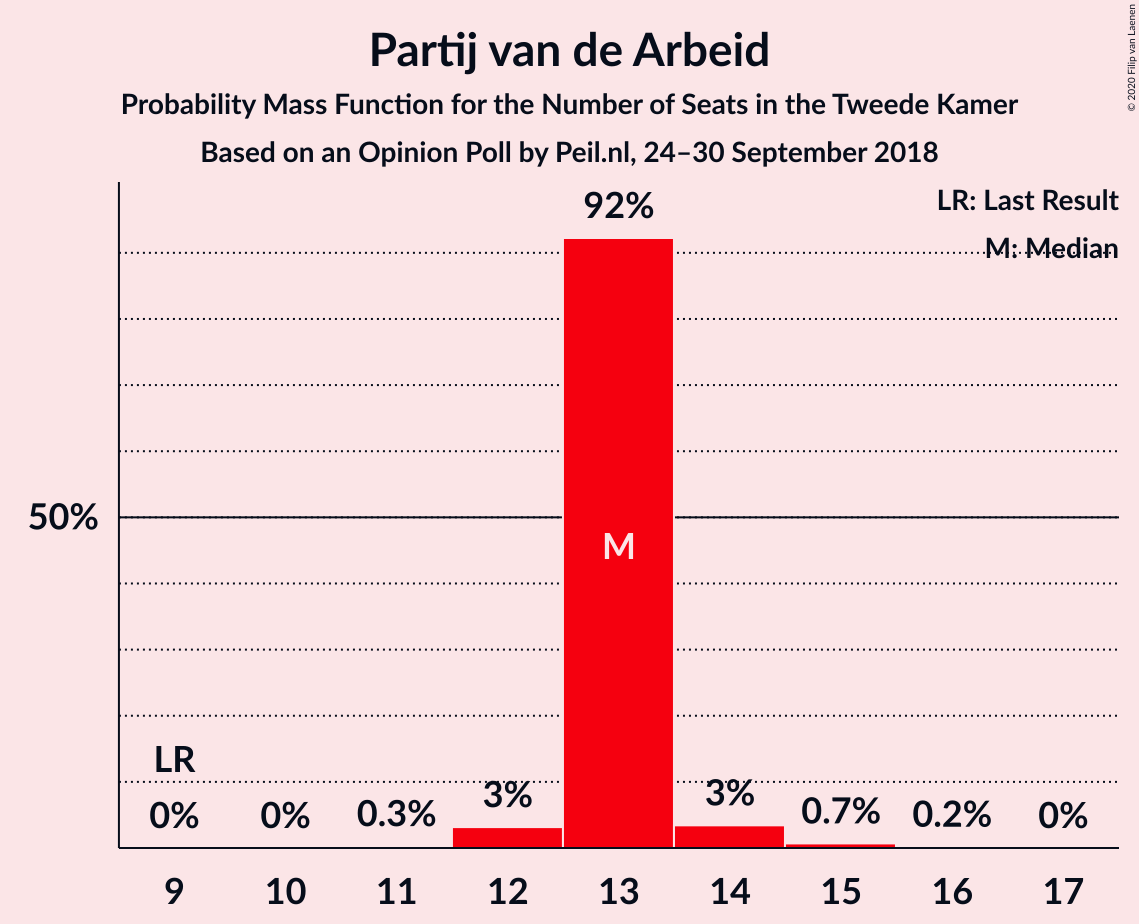 Partij van de Arbeid
Probability Mass Function for the Number of Seats in the Tweede Kamer
Based on an Opinion Poll by Peil.nl, 24–30 September 2018
© 2020 Filip van Laenen
LR: Last Result
M: Median
92%
50%
M
LR
0%
0%
0.3%
3%
3%
0.7%
0.2%
0%
9
10
11
12
13
14
15
16
17